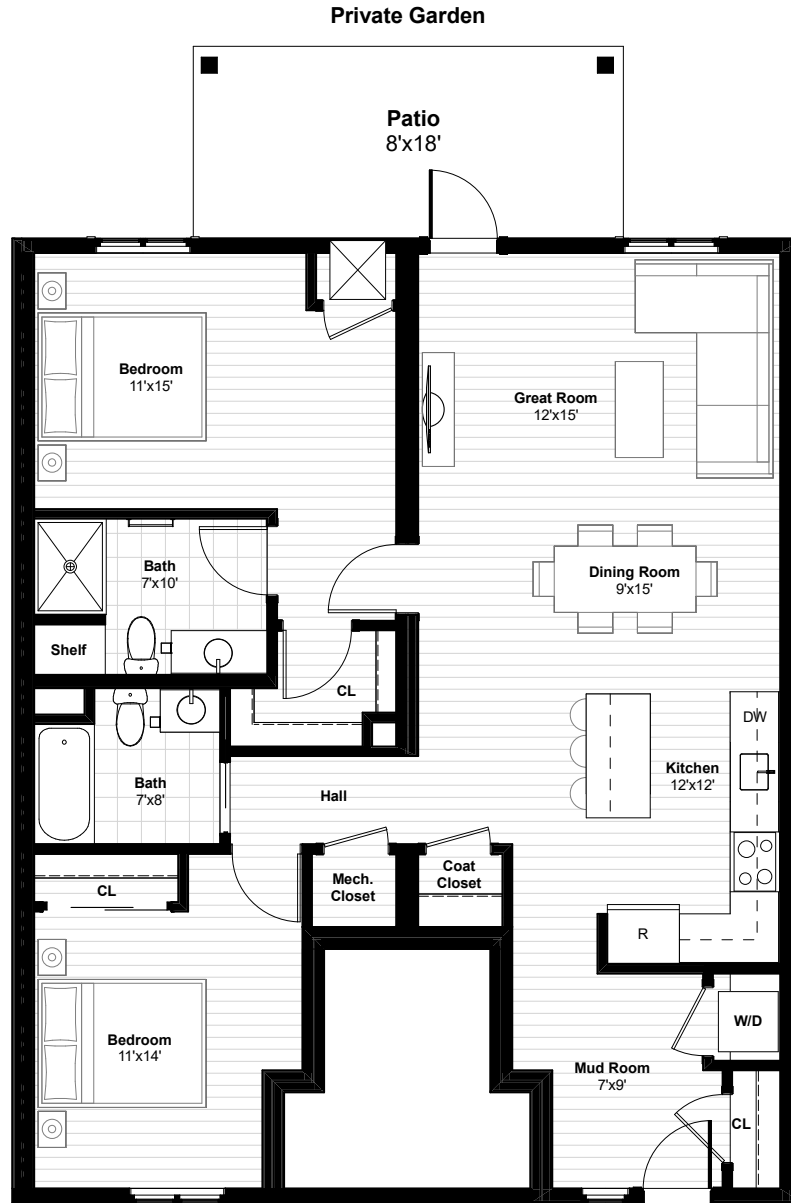 Private Garden
Patio
8'x18'
Bedroom
11'x15'
Great Room
12'x15'
Bath
7'x10'
Dining Room
9'x15'
Shelf
CL
DW
Kitchen
12'x12'
Bath
7'x8'
Hall
CL
Mech.
Closet
Coat
Closet
R
W/D
Bedroom
11'x14'
Mud Room
7'x9'
CL